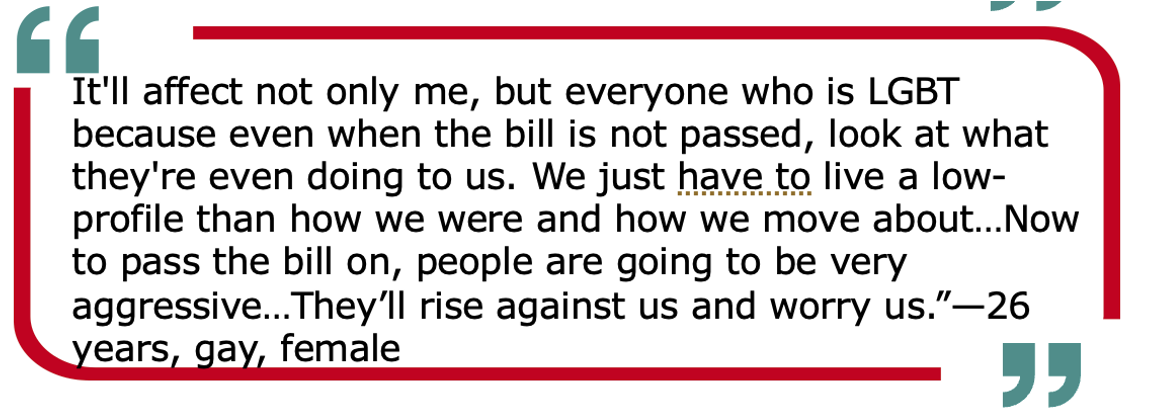 It'll affect not only me, but everyone who is LGBT
because even when the bill is not passed, look at what
they're even doing to us. We just have to live a low-
profile than how we were and how we move about…Now
to pass the bill on, people are going to be very
aggressive…They’ll rise against us and worry us.”—26
years, gay, female